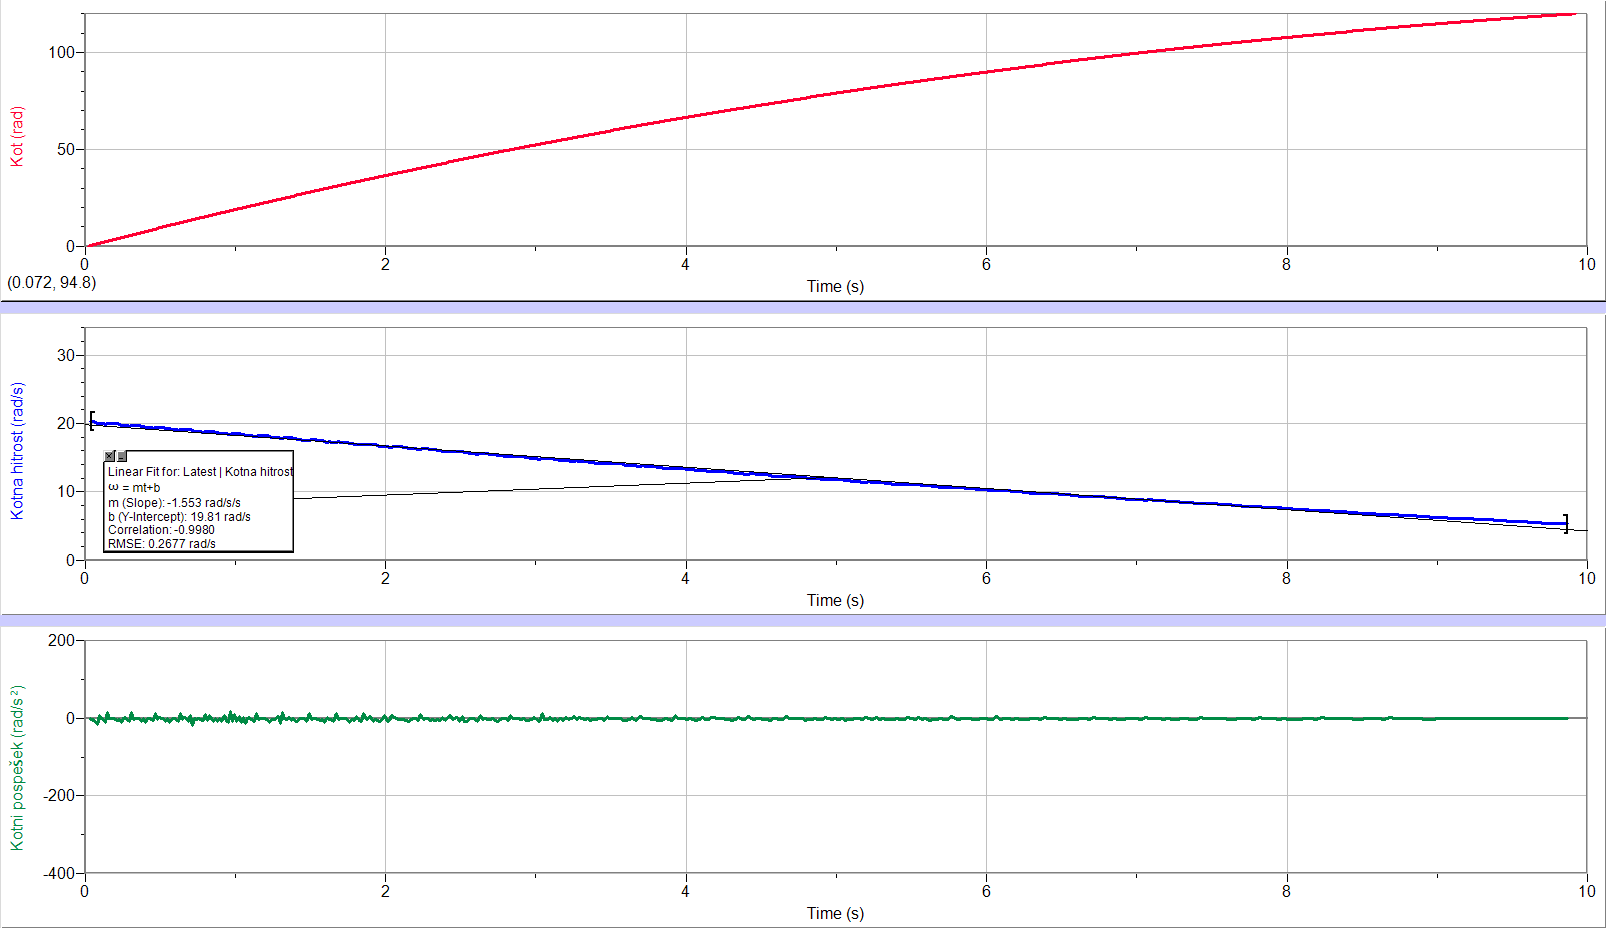 Kot (rad)
100
50
0
0 2 4 6 8 10
(0.072, 94.8)
Time (s)
Kotna hitrost (rad/s)
30
20
10
0
Linear Fit for: Latest | Kotna hitrost
ω = mt+b
m (Slope): -1.553 rad/s/s
b (Y-Intercept): 19.81 rad/s
Correlation: -0.9980
RMSE: 0.2677 rad/s
0 2 4 6 8 10
Time (s)
Kotni pospešek (rad/s²)
200
0
-200
-400
0 2 4 6 8 10
Time (s)